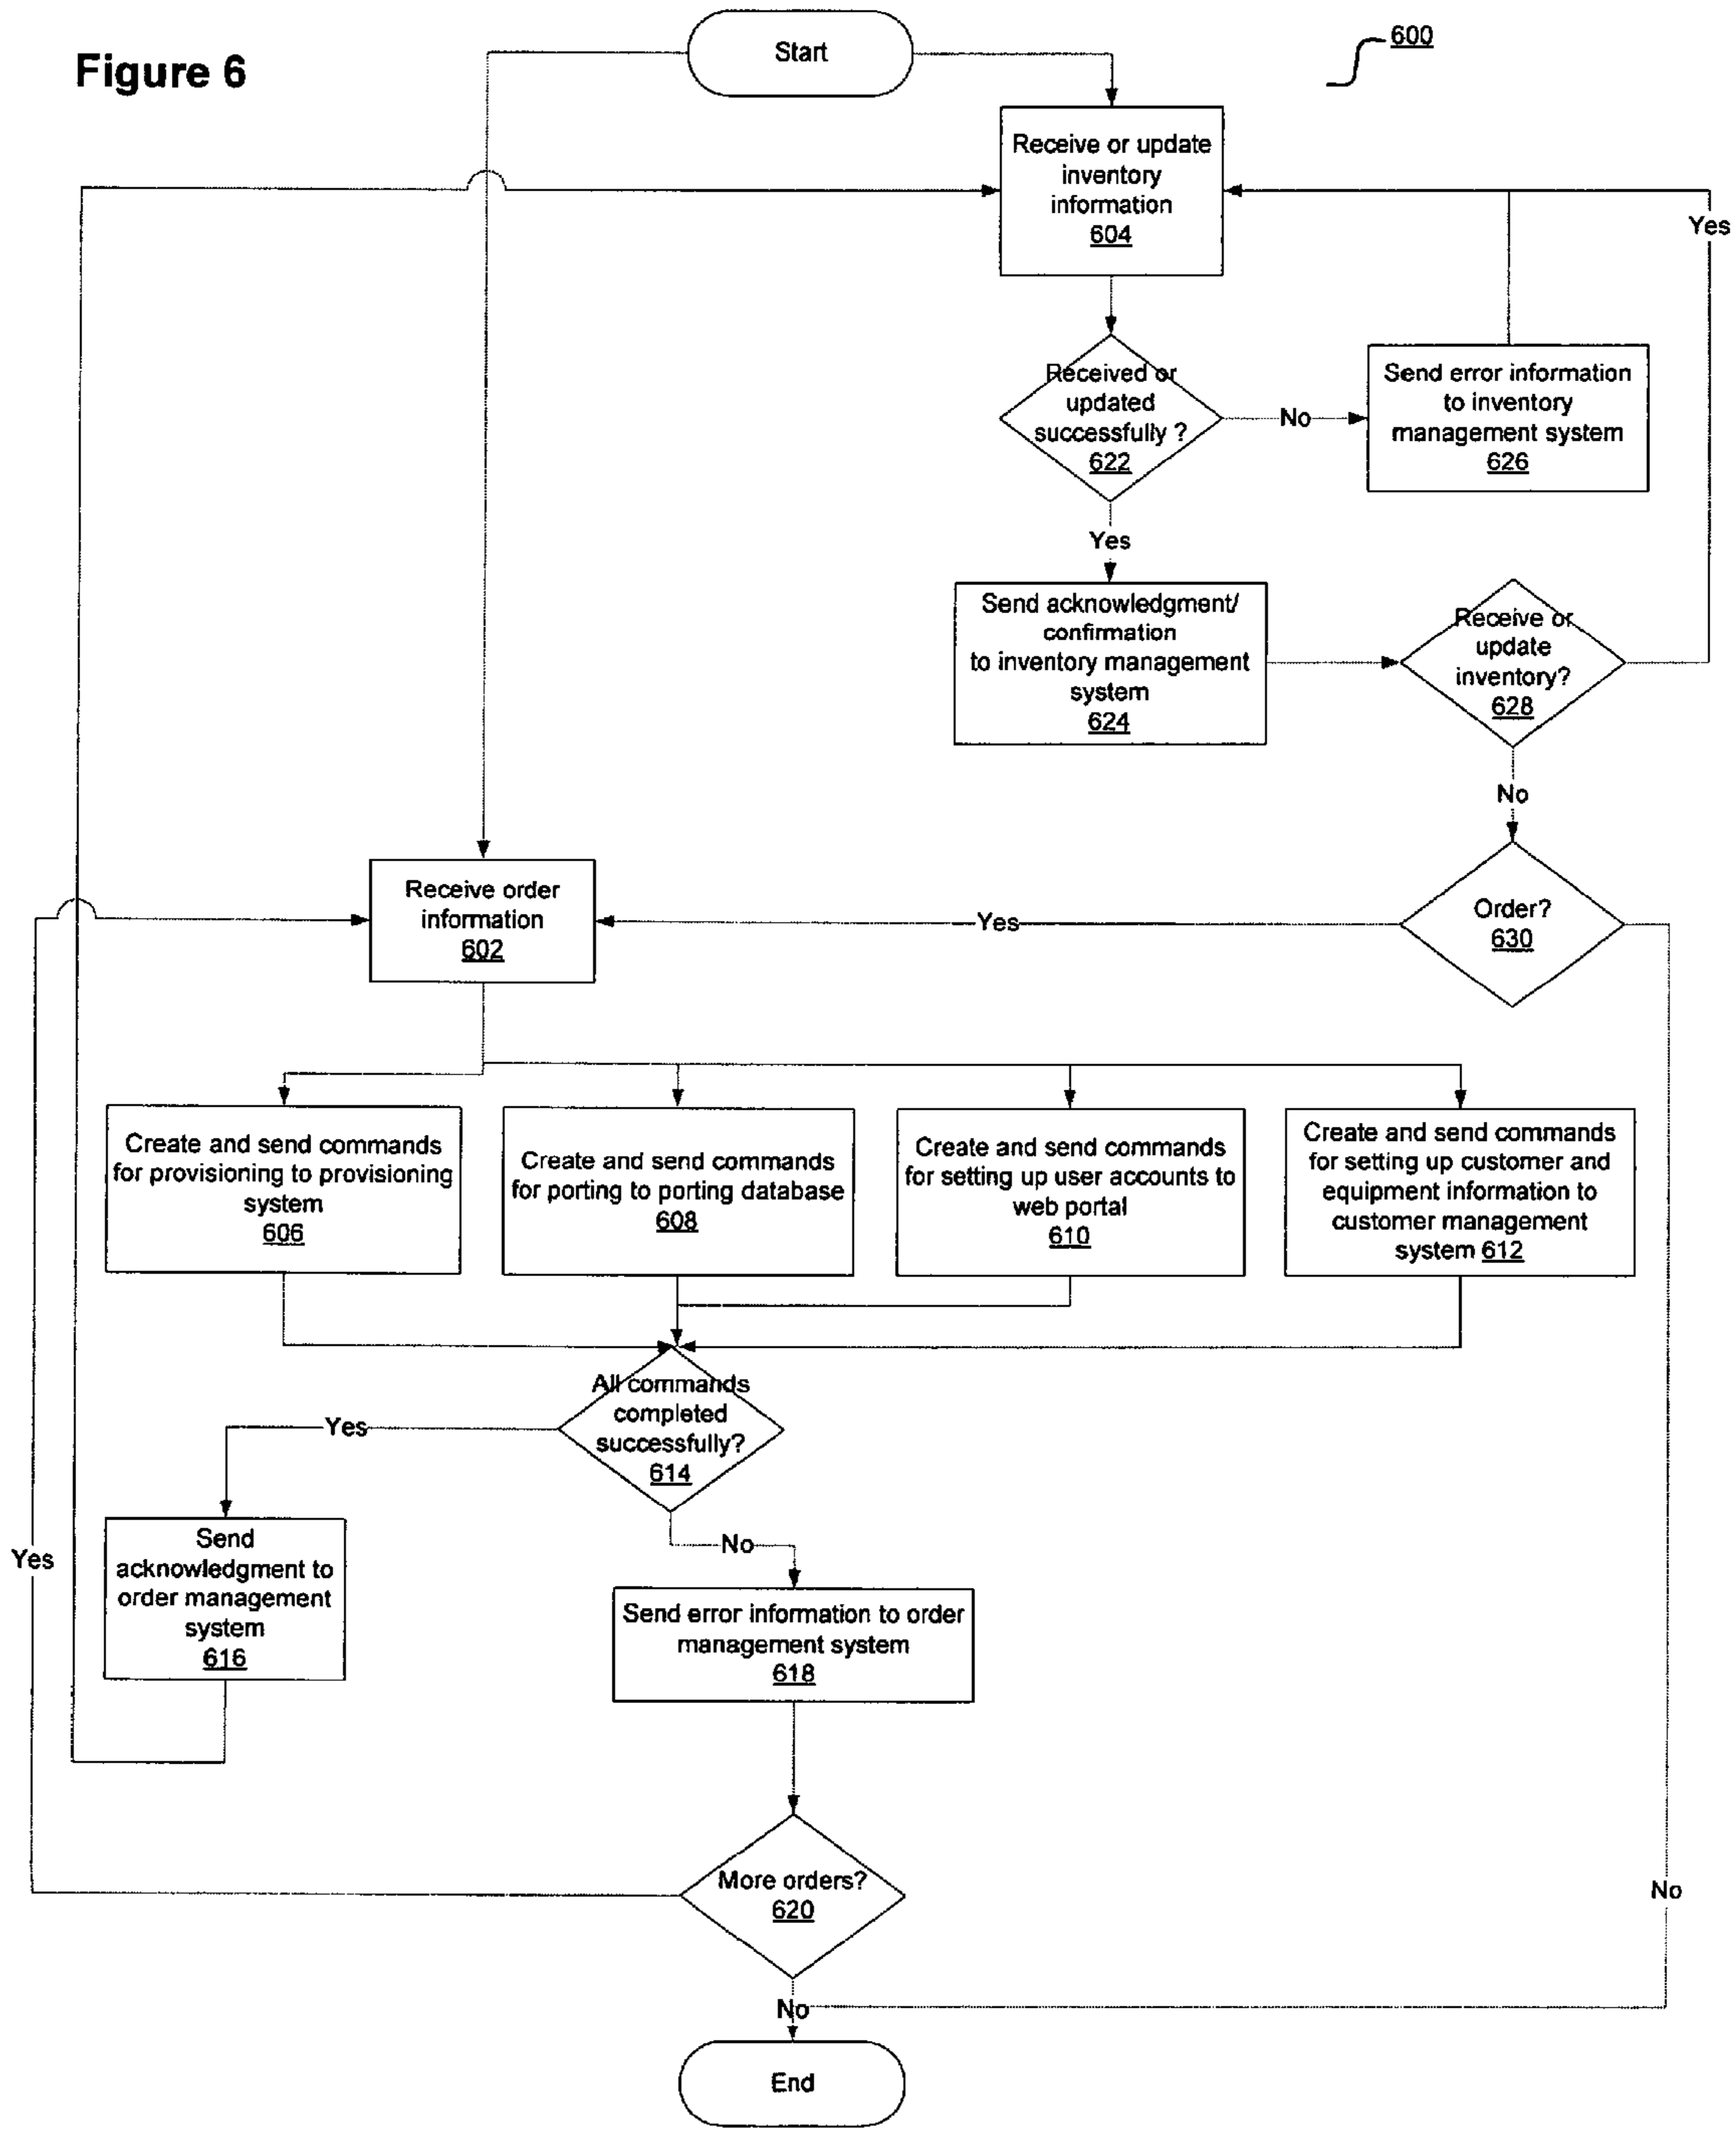 Figure 6
Start
600
Receive or update
inventory
information
604
Yes
Received or
updated
successfully ?
622
No
Send error information
to inventory
management system
626
Yes
Send acknowledgment/
confirmation
to inventory management
system
624
Receive or
update
inventory?
628
No
Receive order
information
602
Yes
Order?
630
Create and send commands
for provisioning to provisioning
system
606
Create and send commands
for porting to porting database
608
Create and send commands
for setting up user accounts to
web portal
610
Create and send commands
for setting up customer and
equipment information to
customer management
system 612
All commands
completed
successfully?
614
Yes
No
Yes
Send
acknowledgment to
order management
system
616
Send error information to order
management system
618
More orders?
620
No
No
End